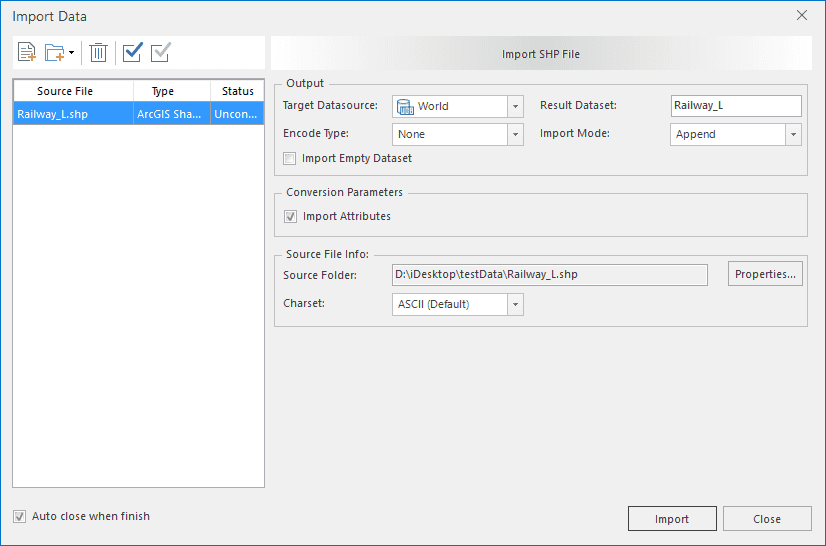 Import Data
Import SHP File
Source File Type Status
Railway_L.shp ArcGIS Sha... Uncon...
Output
Target Datasource: World Result Dataset: Railway_L
Encode Type: None Import Mode: Append
Import Empty Dataset
Conversion Parameters
Import Attributes
Source File Info:
Source Folder: D:\iDesktop\testData\Railway_L.shp Properties...
Charset: ASCII (Default)
Auto close when finish
Import Close